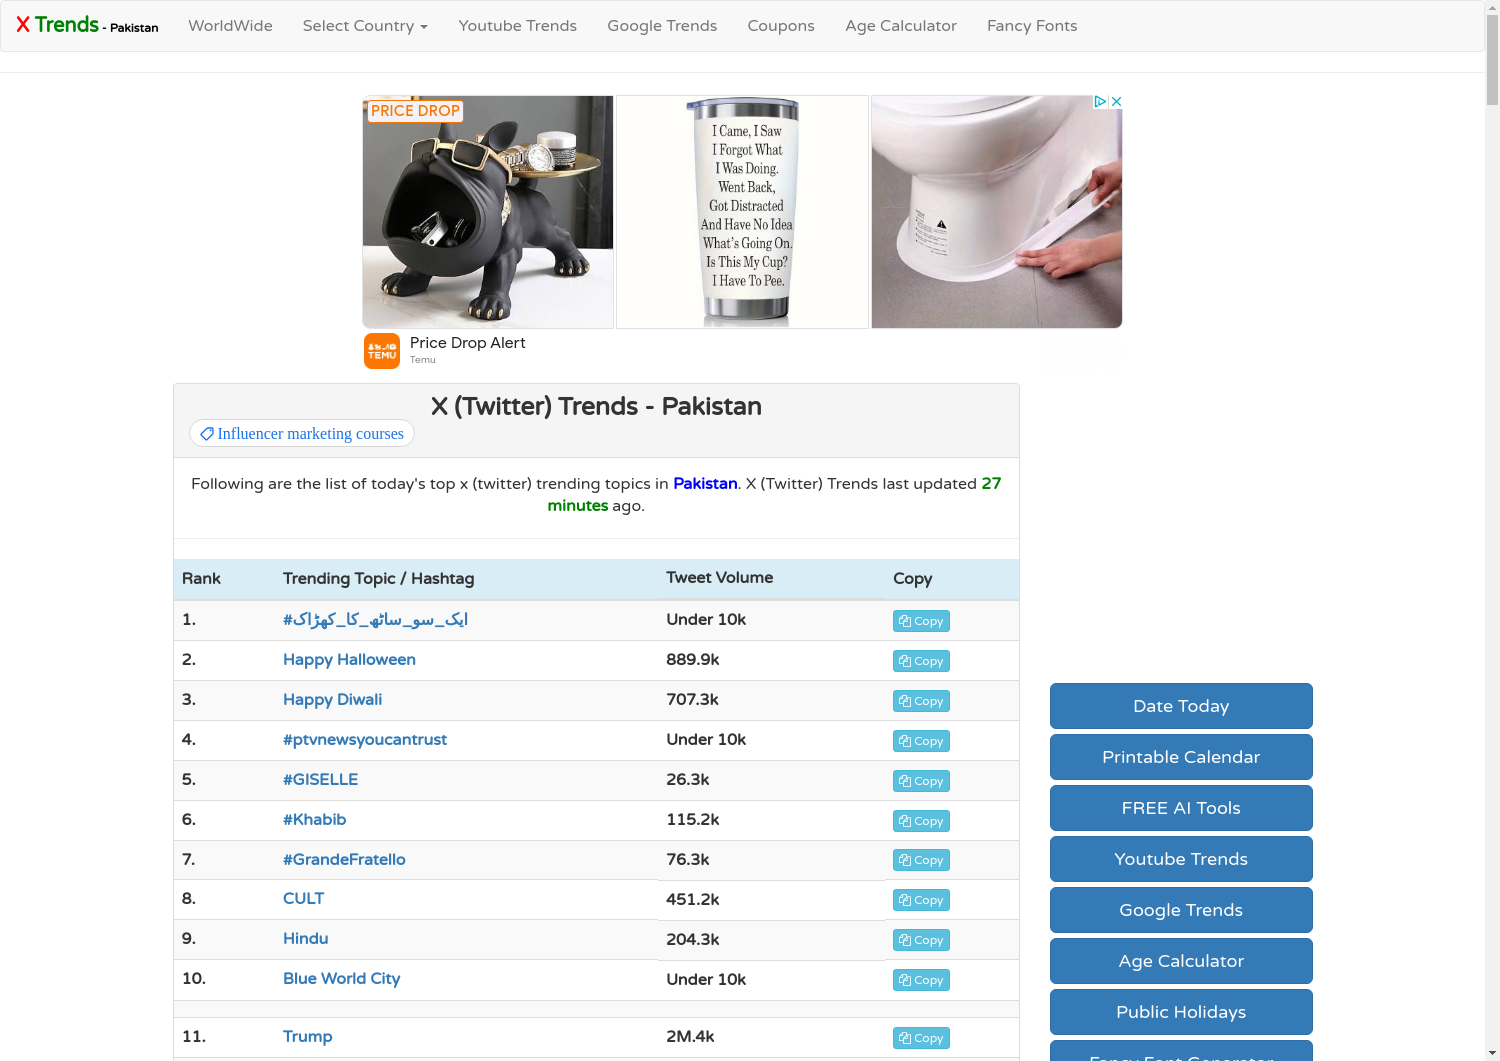 X Trends - Pakistan
WorldWide
Select Country
Youtube Trends
Google Trends
Coupons
Age Calculator
Fancy Fonts
PRICE DROP
I Came, I Saw
I Forgot What
I Was Doing.
Went Back,
Got Distracted
And Have No Idea
What's Going On.
Is This My Cup?
I Have To Pee.
TEMU
Price Drop Alert
Temu
X (Twitter) Trends - Pakistan
Influencer marketing courses
Following are the list of today's top x (twitter) trending topics in Pakistan. X (Twitter) Trends last updated 27
minutes ago.
Rank Trending Topic / Hashtag Tweet Volume Copy
1. #ایک_سو_ساٹھ_کا_کھڑاک Under 10k Copy
2. Happy Halloween 889.9k Copy
3. Happy Diwali 707.3k Copy
4. #ptvnewsyoucantrust Under 10k Copy
5. #GISELLE 26.3k Copy
6. #Khabib 115.2k Copy
7. #GrandeFratello 76.3k Copy
8. CULT 451.2k Copy
9. Hindu 204.3k Copy
10. Blue World City Under 10k Copy
11. Trump 2M.4k Copy
Date Today
Printable Calendar
FREE AI Tools
Youtube Trends
Google Trends
Age Calculator
Public Holidays
Fancy Font Generator